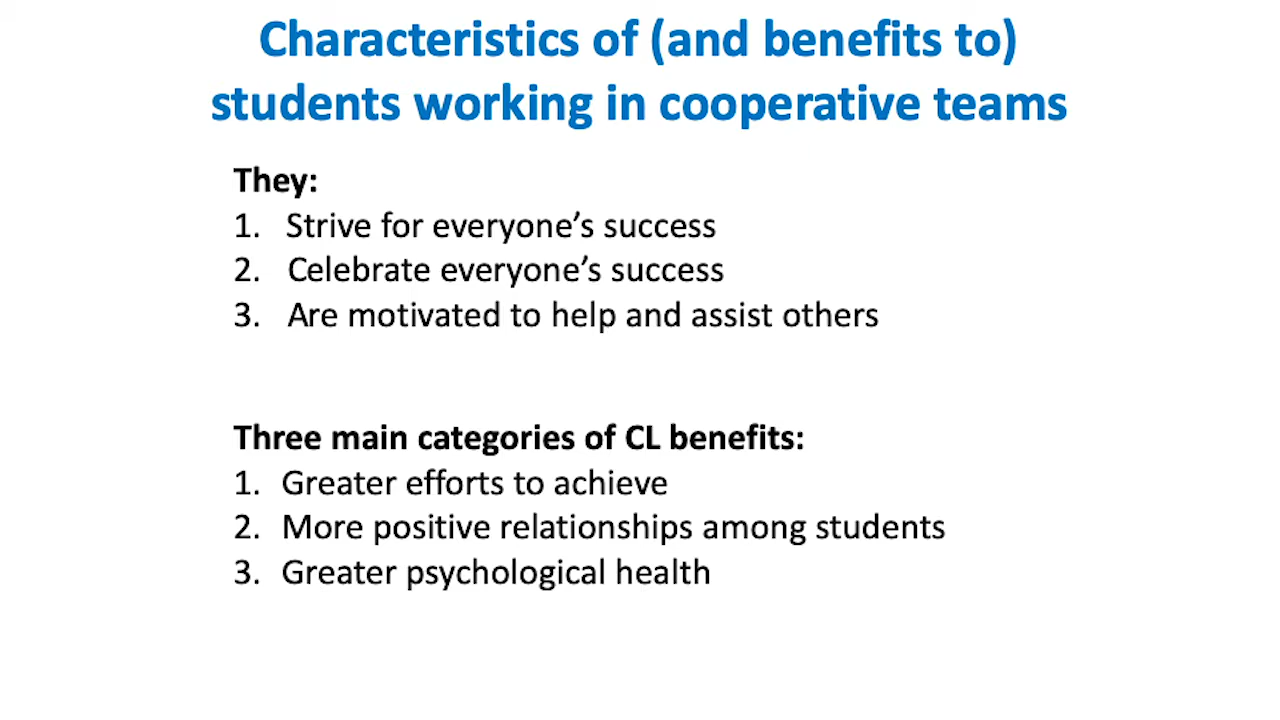 Characteristics of (and benefits to)
students working in cooperative teams
They:
1. Strive for everyone’s success
2. Celebrate everyone’s success
3. Are motivated to help and assist others
Three main categories of CL benefits:
1. Greater efforts to achieve
2. More positive relationships among students
3. Greater psychological health